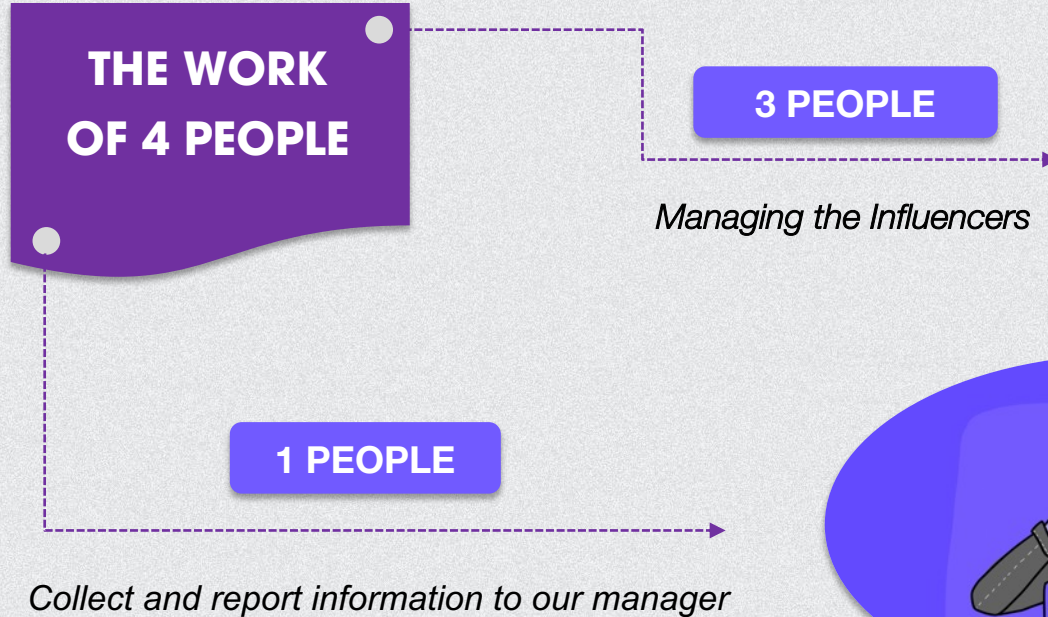 THE WORK
OF 4 PEOPLE
3 PEOPLE
Managing the Influencers
1 PEOPLE
Collect and report information to our manager